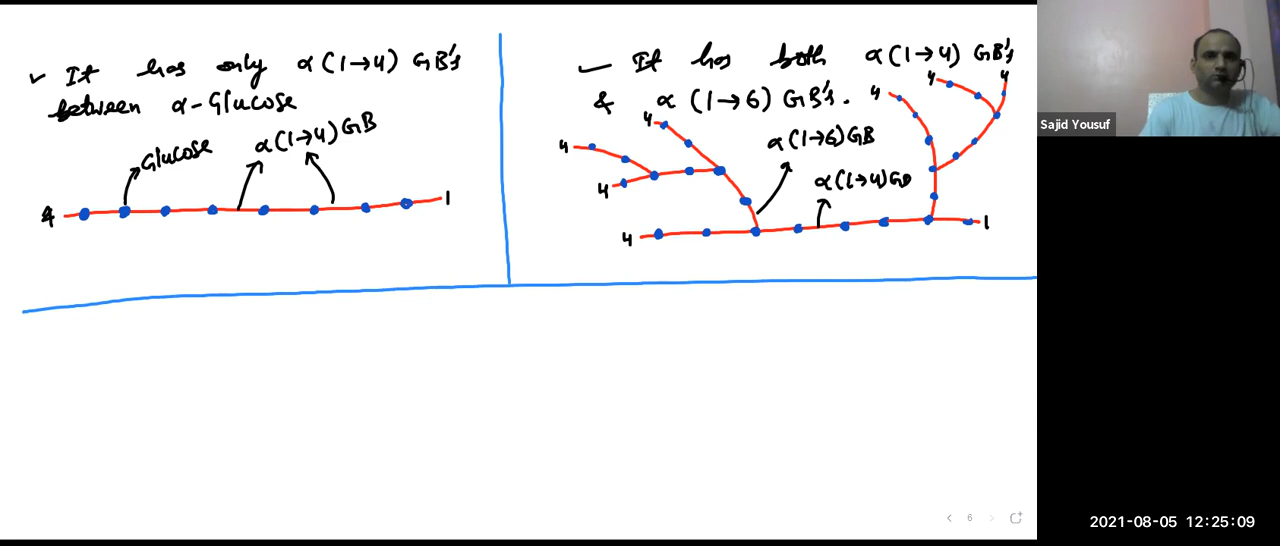 ✓ It has only α(1→4) GB's
between α-Glucose
Glucose
α(1→4) GB
4
1
– It has both α(1→4) GB's
& α(1→6) GB's.
4
4
4
4
4
4
α(1→6) GB
α(1→4) GB
4
1
Sajid Yousuf
6
2021-08-05 12:25:09